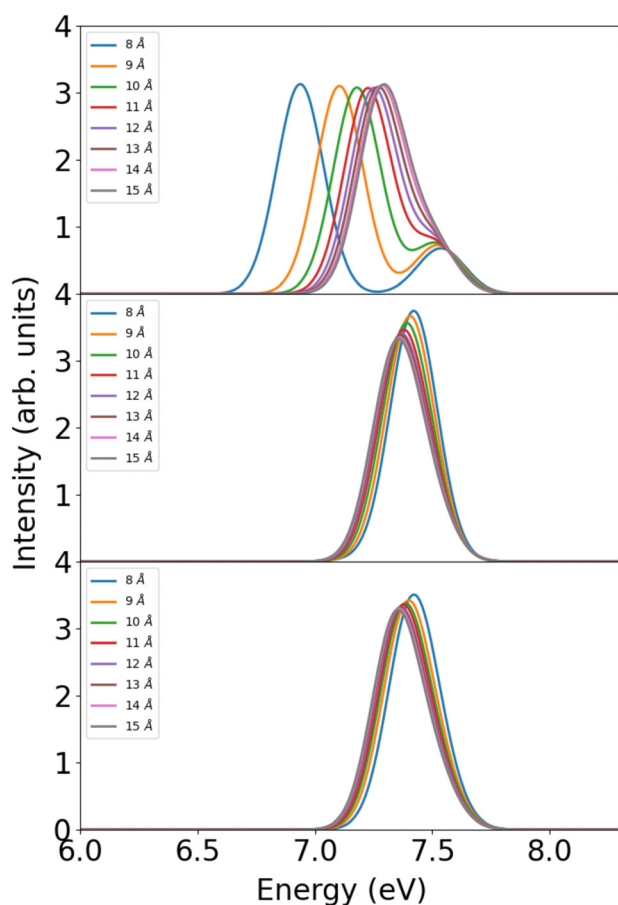 4
8 Å
9 Å
10 Å
11 Å
12 Å
13 Å
14 Å
15 Å
3
2
1
4
8 Å
9 Å
10 Å
11 Å
12 Å
13 Å
14 Å
15 Å
3
2
1
4
8 Å
9 Å
10 Å
11 Å
12 Å
13 Å
14 Å
15 Å
3
2
1
0
Intensity (arb. units)
6.0 6.5 7.0 7.5 8.0
Energy (eV)